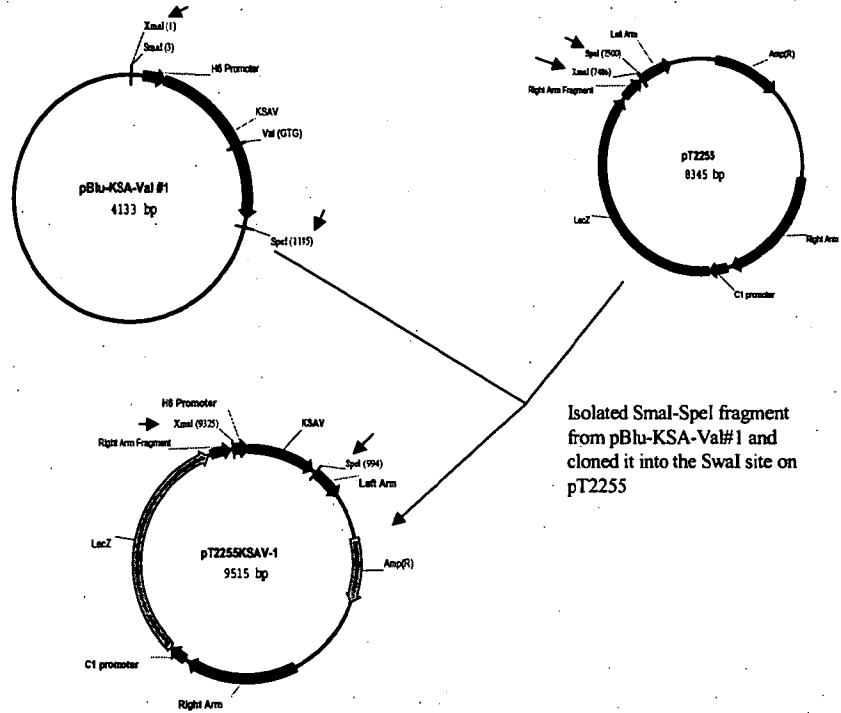 XmaI (1)
SmaI (3)
H6 Promoter
KSAV
Val (GTG)
pBlu-KSA-Val #1
4133 bp
SpeI (1185)
Left Arm
SpeI (7500)
XmaI (7486)
Right Arm Fragment
Amp(R)
pT2255
8345 bp
LacZ
Right Arm
C1 promoter
H6 Promoter
XmaI (9325)
KSAV
Right Arm Fragment
SpeI (994)
Left Arm
LacZ
pT2255KSAV-1
9515 bp
Amp(R)
C1 promoter
Right Arm
Isolated SmaI-SpeI fragment
from pBlu-KSA-Val#1 and
cloned it into the SwaI site on
pT2255